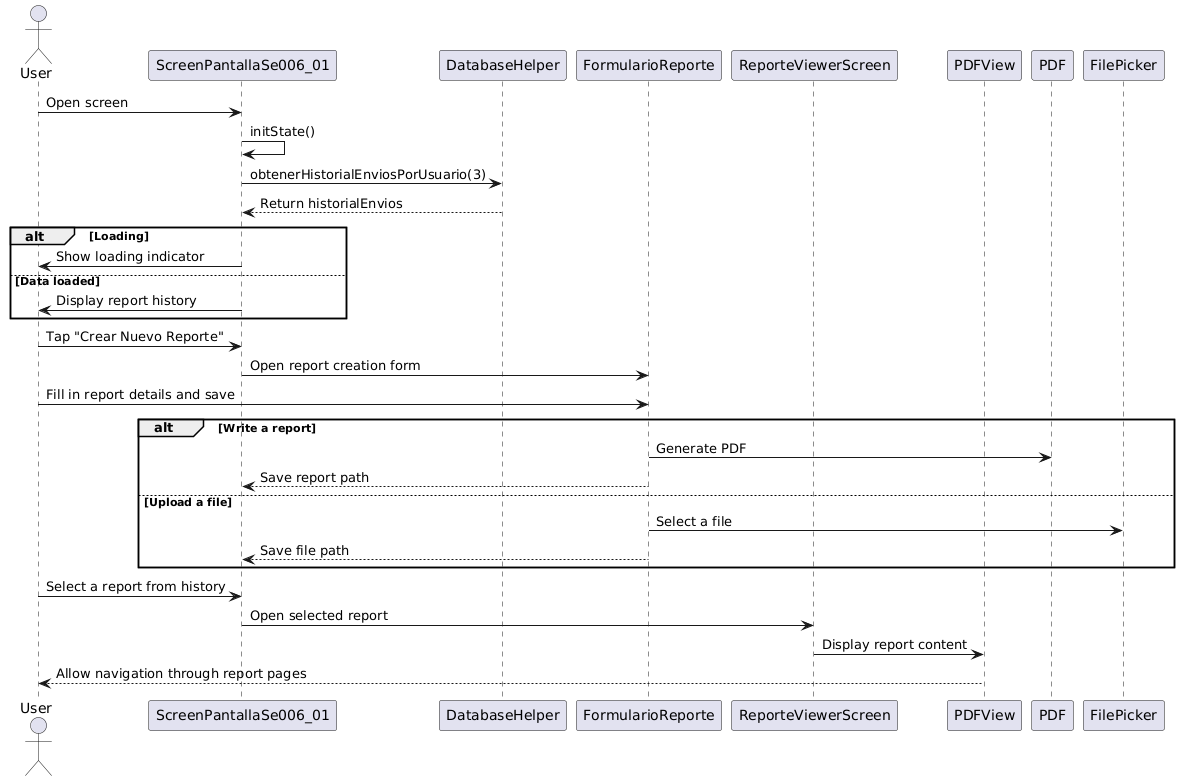 User
ScreenPantallaSe006_01
DatabaseHelper
FormularioReporte
ReporteViewerScreen
PDFView
PDF
FilePicker
Open screen
initState()
obtenerHistorialEnviosPorUsuario(3)
Return historialEnvios
alt [Loading]
Show loading indicator
[Data loaded]
Display report history
Tap "Crear Nuevo Reporte"
Open report creation form
Fill in report details and save
alt [Write a report]
Generate PDF
Save report path
[Upload a file]
Select a file
Save file path
Select a report from history
Open selected report
Display report content
Allow navigation through report pages
User
ScreenPantallaSe006_01
DatabaseHelper
FormularioReporte
ReporteViewerScreen
PDFView
PDF
FilePicker